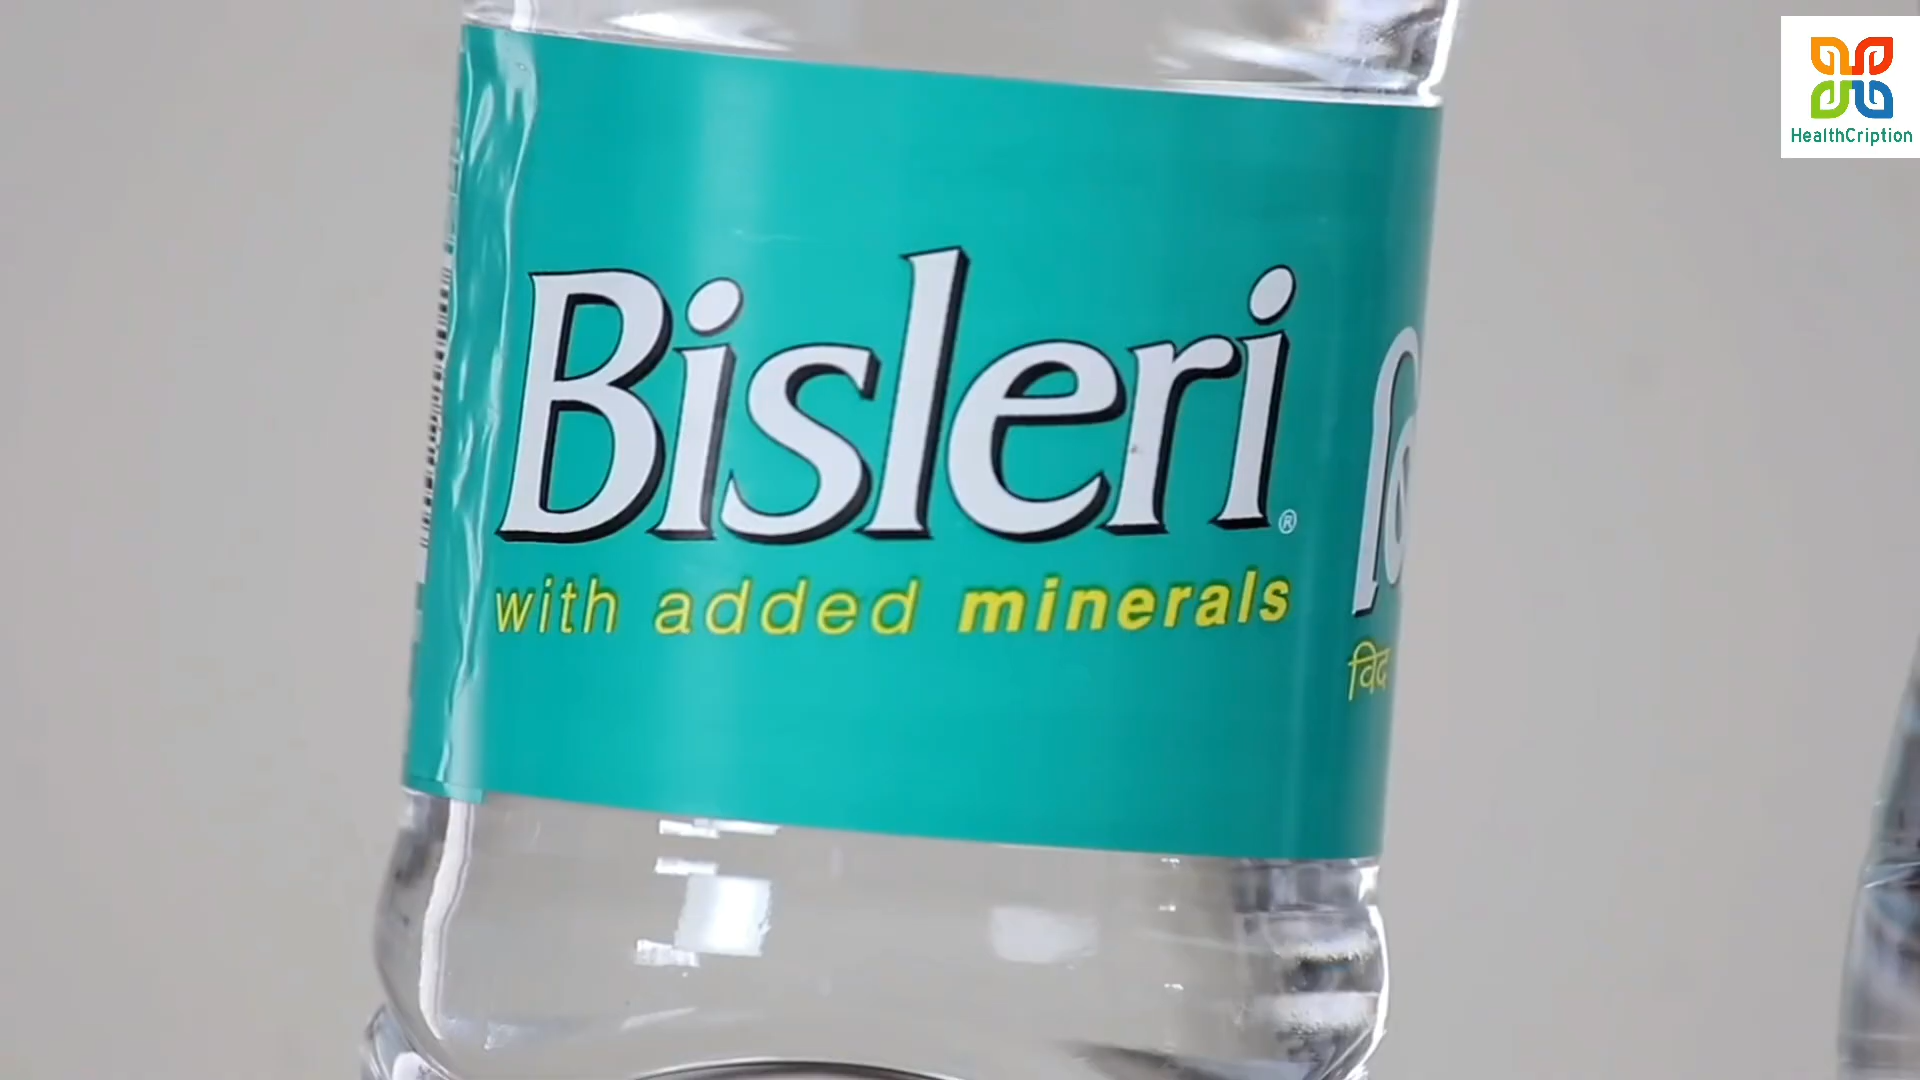 HealthCription
Bisleri®
with added minerals